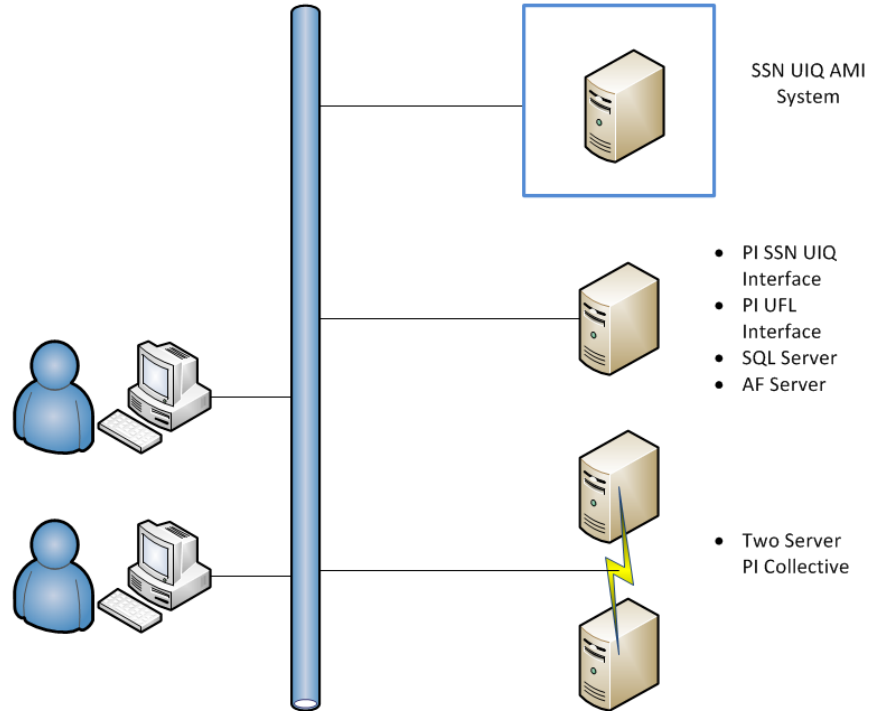 SSN UIQ AMI
System
• PI SSN UIQ
Interface
• PI UFL
Interface
• SQL Server
• AF Server
• Two Server
PI Collective